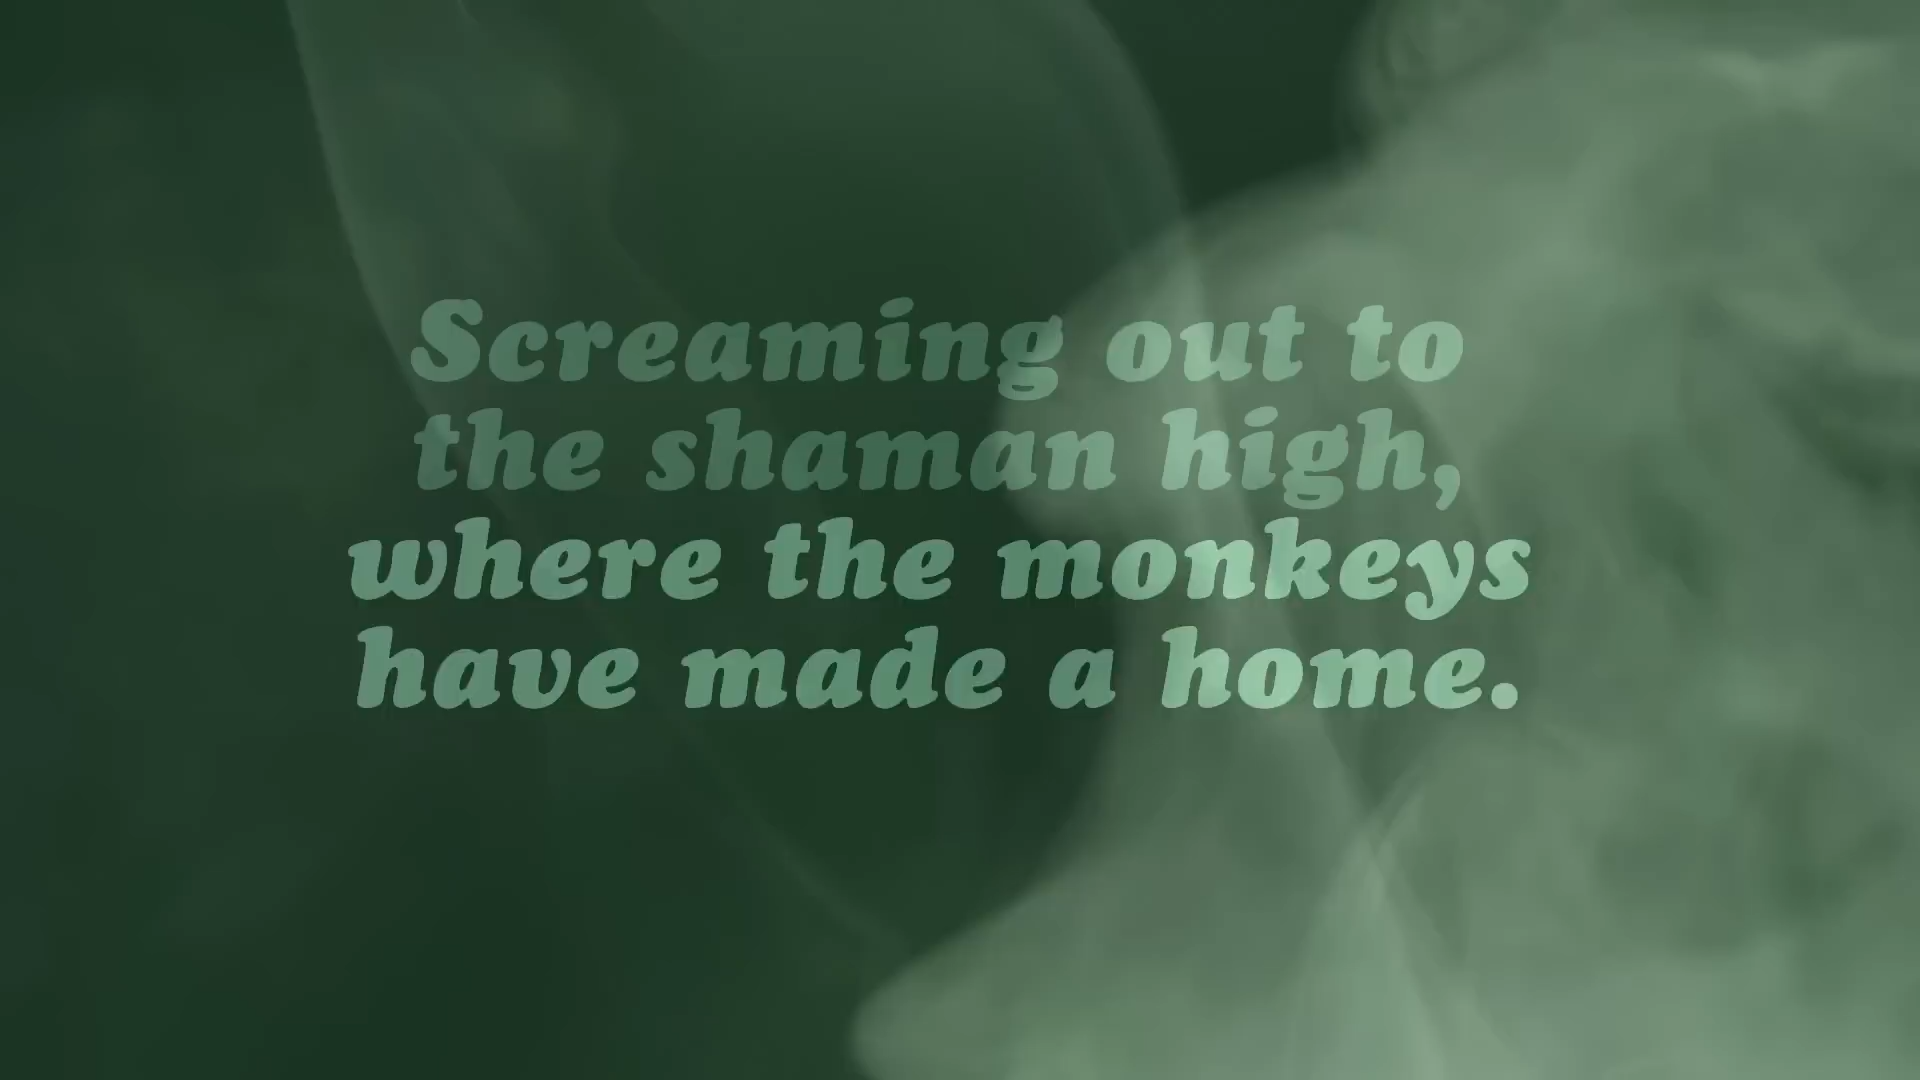 Screaming out to
the shaman high,
where the monkeys
have made a home.